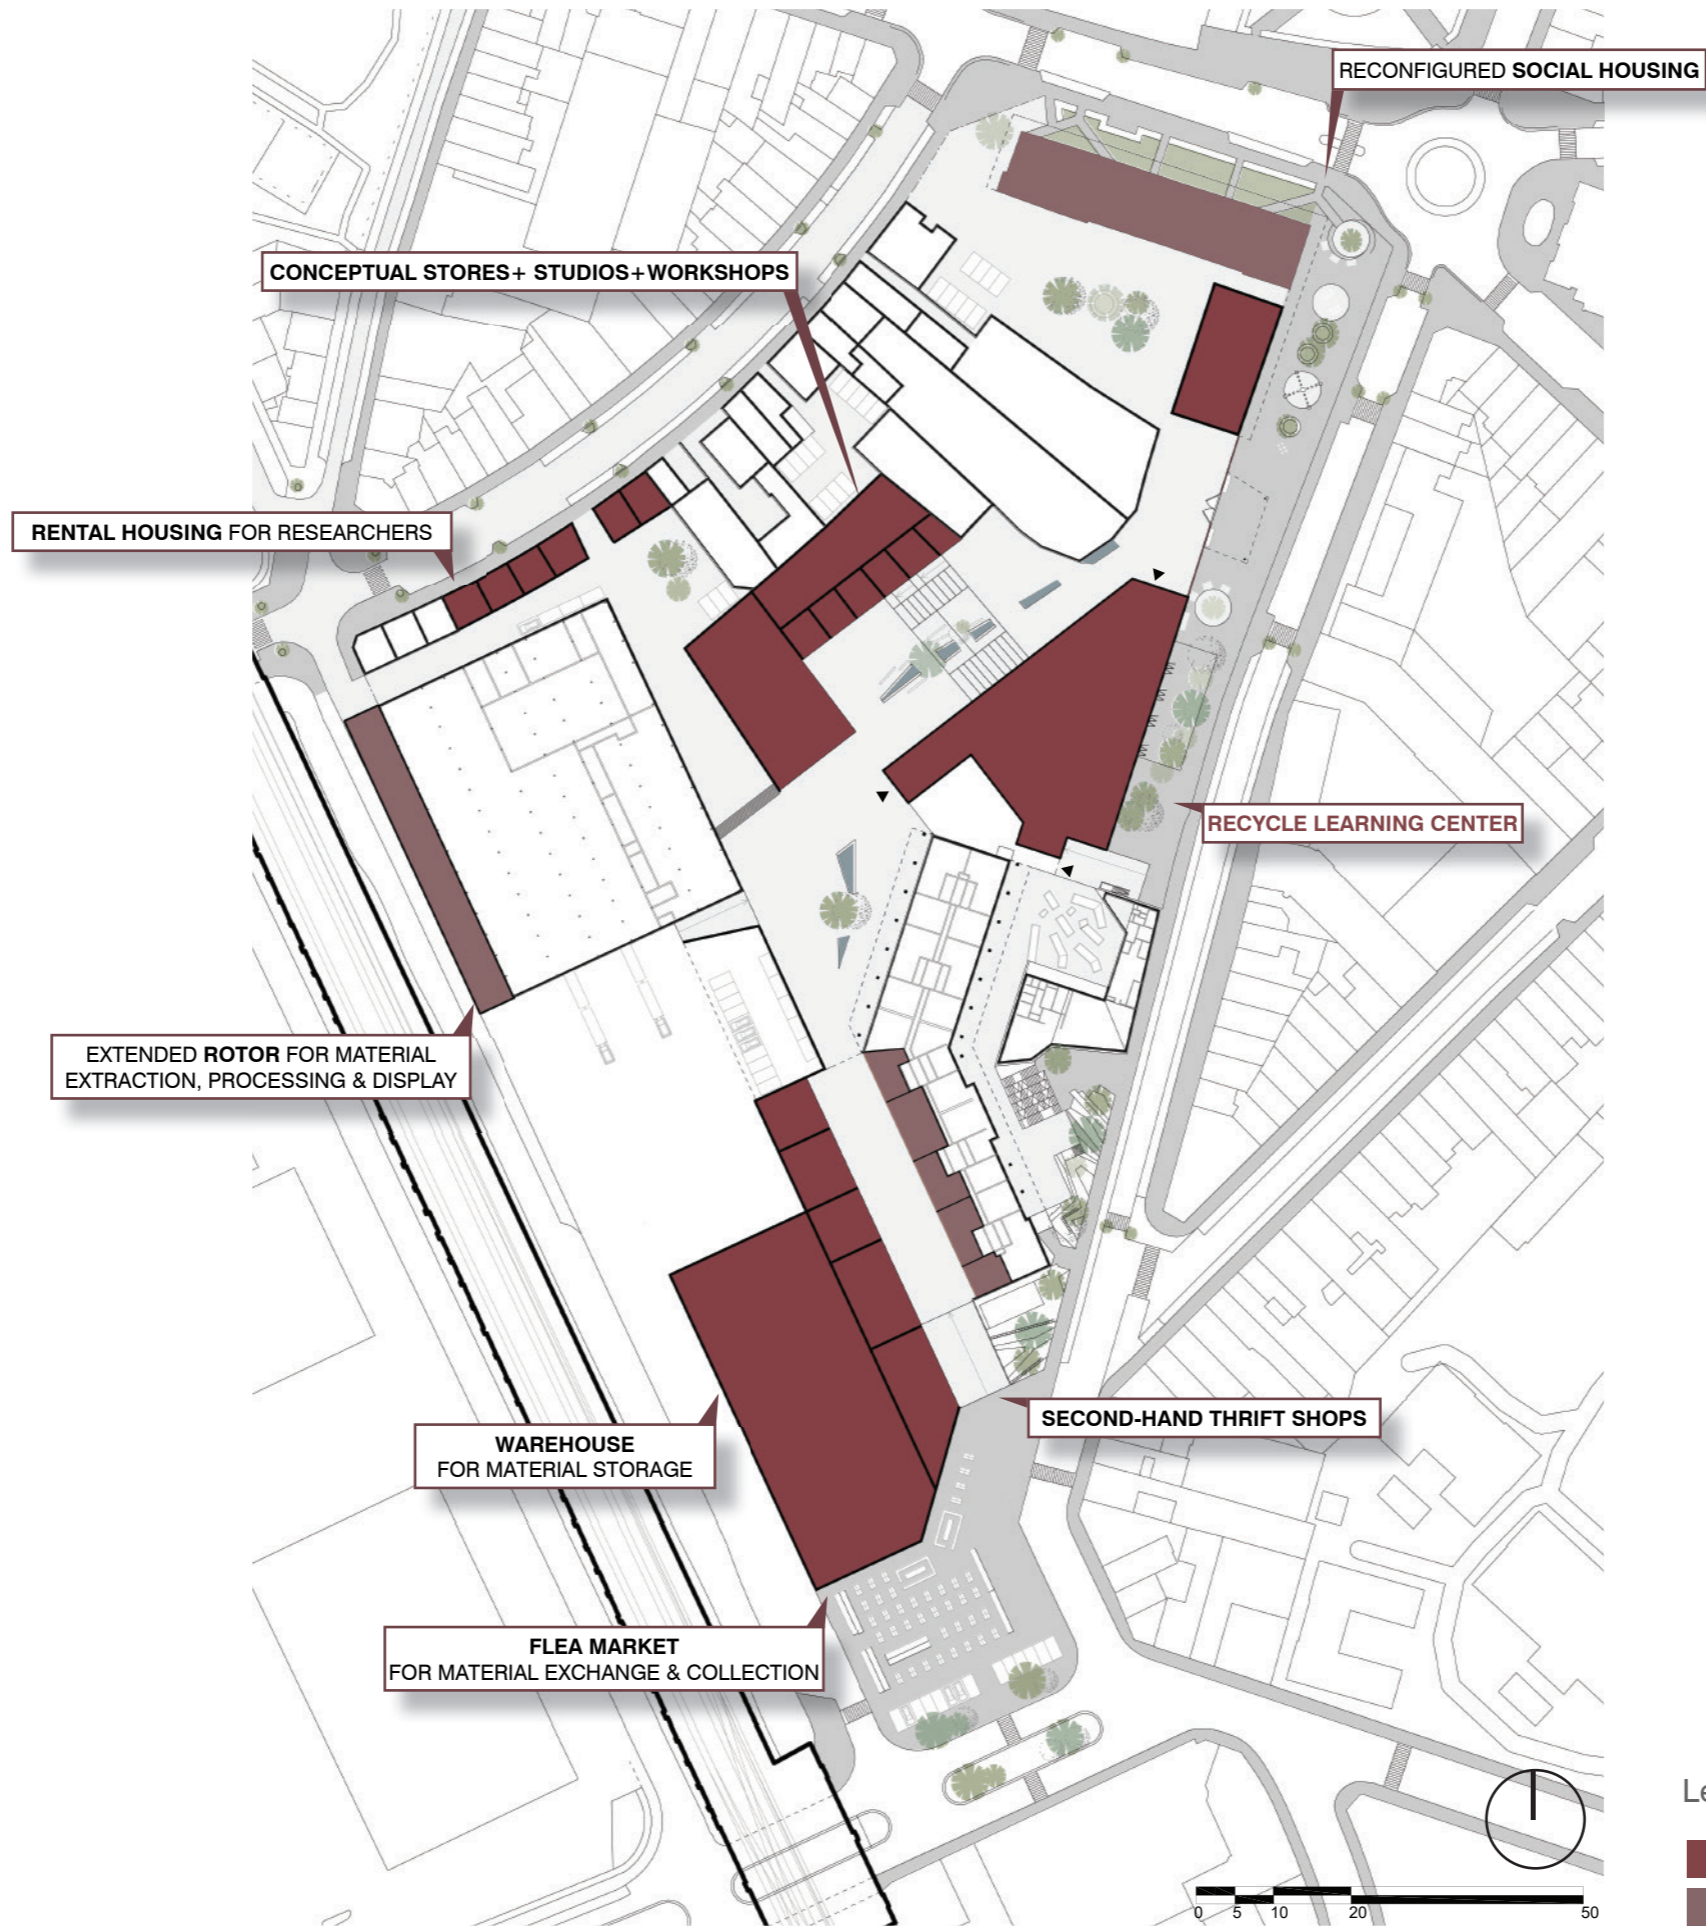 RECONFIGURED SOCIAL HOUSING
CONCEPTUAL STORES+ STUDIOS+WORKSHOPS
RENTAL HOUSING FOR RESEARCHERS
RECYCLE LEARNING CENTER
EXTENDED ROTOR FOR MATERIAL
EXTRACTION, PROCESSING & DISPLAY
SECOND-HAND THRIFT SHOPS
WAREHOUSE
FOR MATERIAL STORAGE
FLEA MARKET
FOR MATERIAL EXCHANGE & COLLECTION
Le
0 5 10 20 50